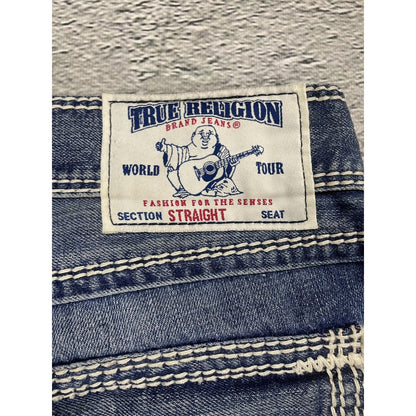 TRUE RELIGION
BRAND JEANS®
WORLD TOUR
FASHION FOR THE SENSES
SECTION STRAIGHT SEAT